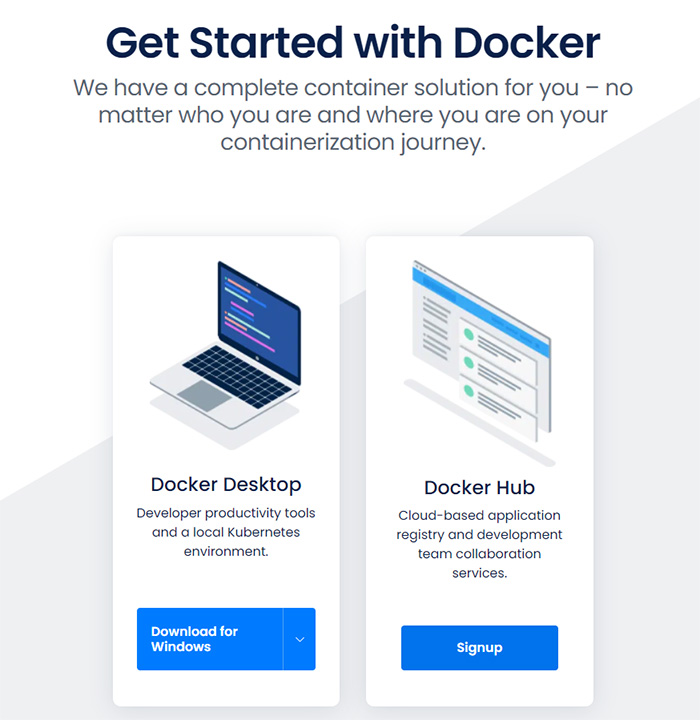 Get Started with Docker
We have a complete container solution for you – no
matter who you are and where you are on your
containerization journey.
Docker Desktop
Developer productivity tools
and a local Kubernetes
environment.
Download for
Windows
Docker Hub
Cloud-based application
registry and development
team collaboration
services.
Signup